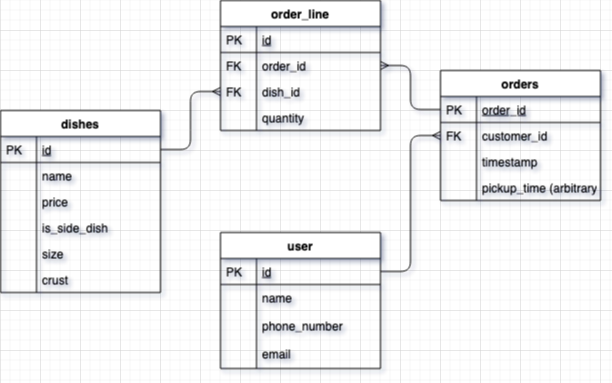 order_line
PK id
FK order_id
FK dish_id
quantity
orders
PK order_id
FK customer_id
timestamp
pickup_time (arbitrary
dishes
PK id
name
price
is_side_dish
size
crust
user
PK id
name
phone_number
email